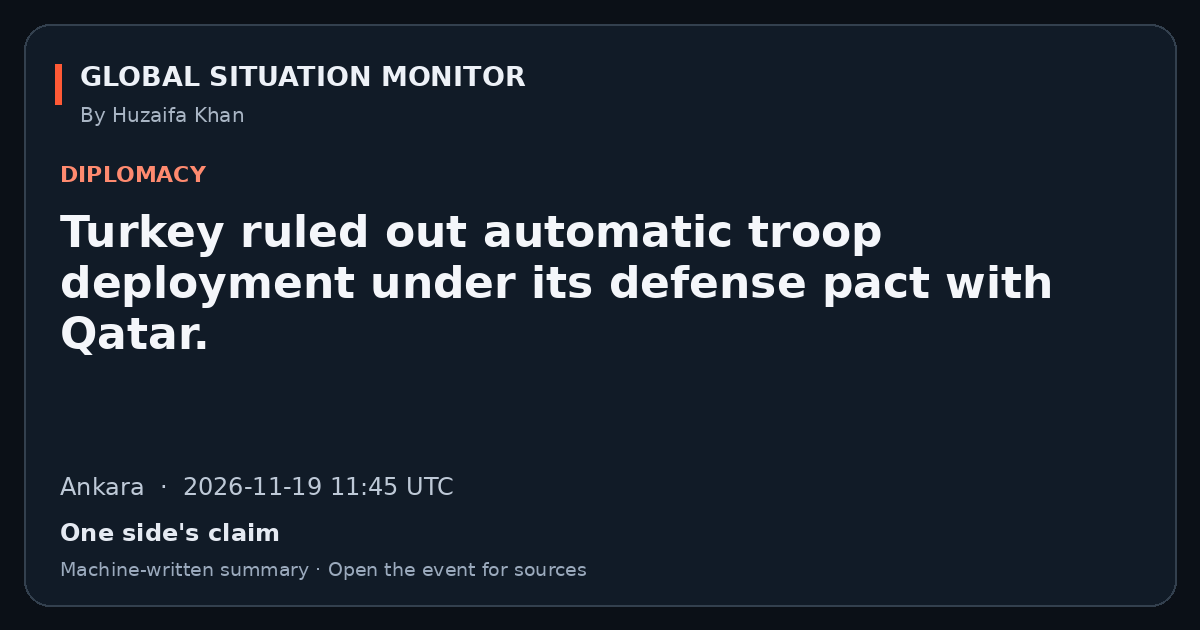 GLOBAL SITUATION MONITOR
By Huzaifa Khan
DIPLOMACY
Turkey ruled out automatic troop
deployment under its defense pact with
Qatar.
Ankara · 2026-11-19 11:45 UTC
One side's claim
Machine-written summary · Open the event for sources